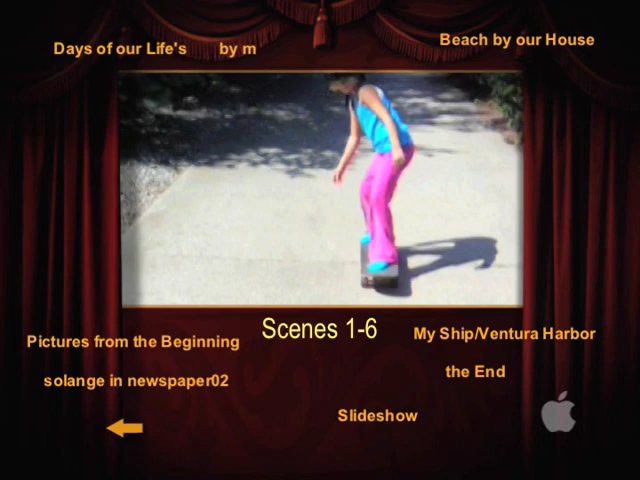 Days of our Life's by m
Beach by our House
Scenes 1-6
Pictures from the Beginning
My Ship/Ventura Harbor
solange in newspaper02
the End
Slideshow